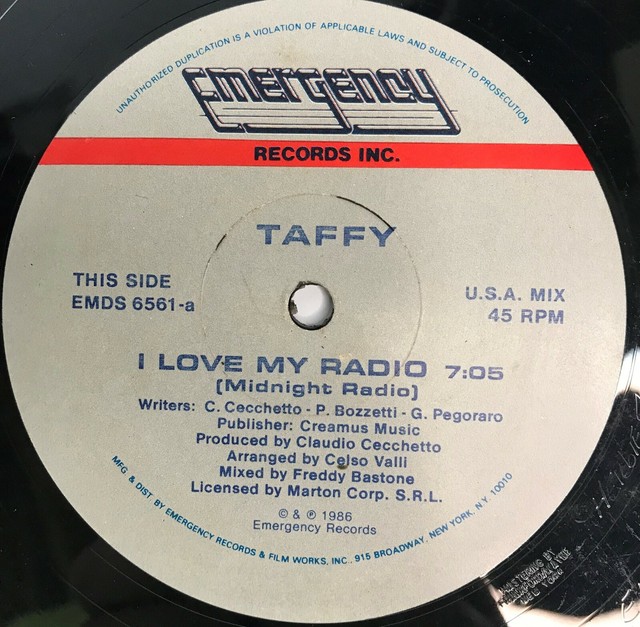 UNAUTHORIZED DUPLICATION IS A VIOLATION OF APPLICABLE LAWS AND SUBJECT TO PROSECUTION
Emergency
RECORDS INC.
TAFFY
THIS SIDE
EMDS 6561-a
U.S.A. MIX
45 RPM
I LOVE MY RADIO 7:05
(Midnight Radio)
Writers: C. Cecchetto - P. Bozzetti - G. Pegoraro
Publisher: Creamus Music
Produced by Claudio Cecchetto
Arranged by Celso Valli
Mixed by Freddy Bastone
Licensed by Marton Corp. S.R.L.
© & ℗ 1986
Emergency Records
MFG. & DIST. BY EMERGENCY RECORDS & FILM WORKS, INC., 915 BROADWAY, NEW YORK, N.Y. 10010